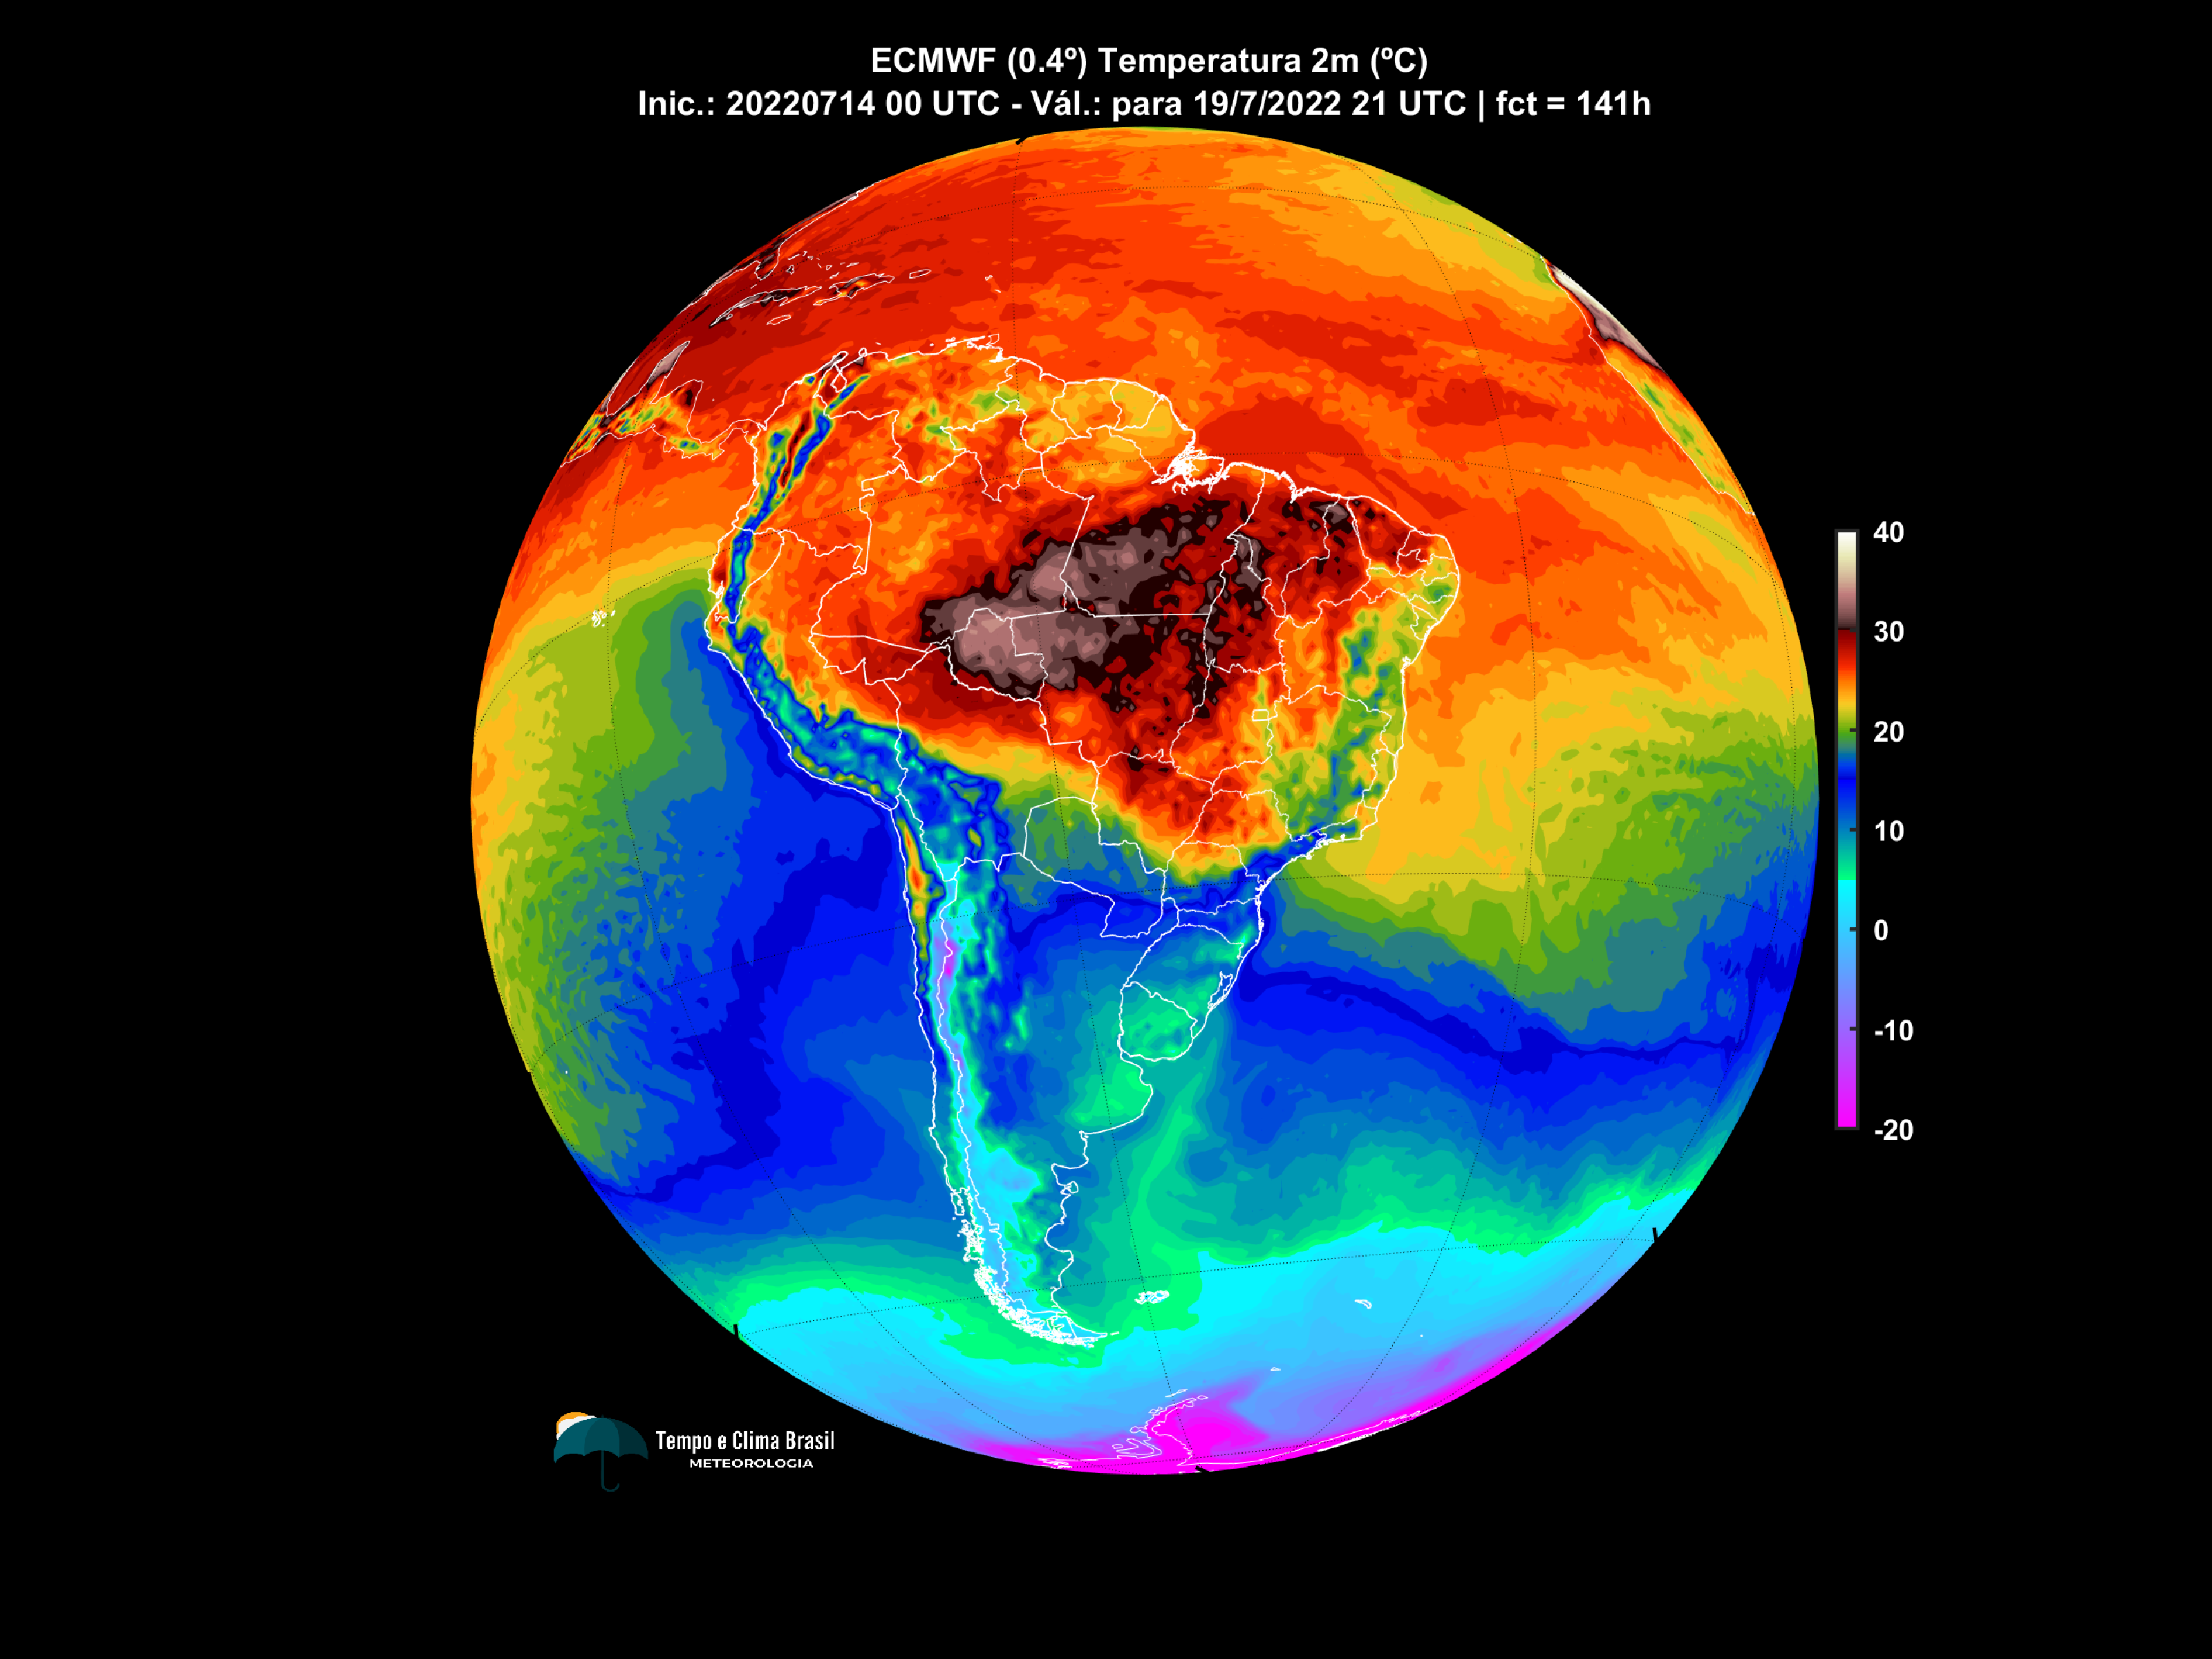 ECMWF (0.4º) Temperatura 2m (ºC)
Inic.: 20220714 00 UTC - Vál.: para 19/7/2022 21 UTC | fct = 141h
40
30
20
10
0
-10
-20
Tempo e Clima Brasil
METEOROLOGIA